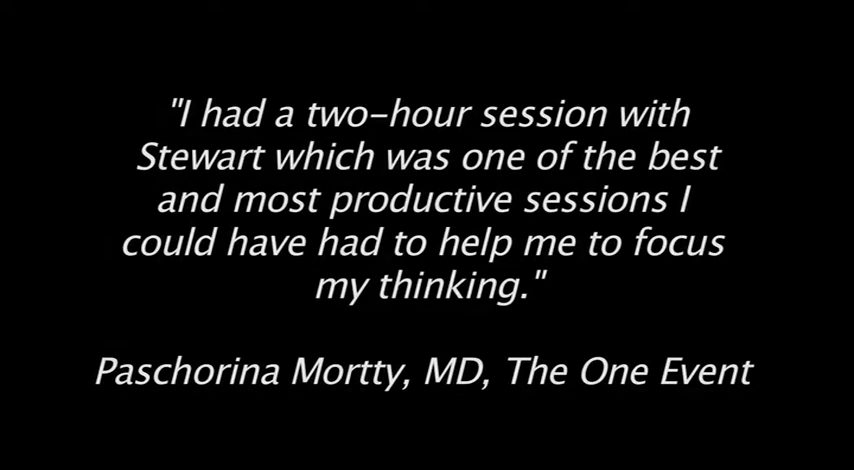 "I had a two-hour session with
Stewart which was one of the best
and most productive sessions I
could have had to help me to focus
my thinking."
Paschorina Mortty, MD, The One Event